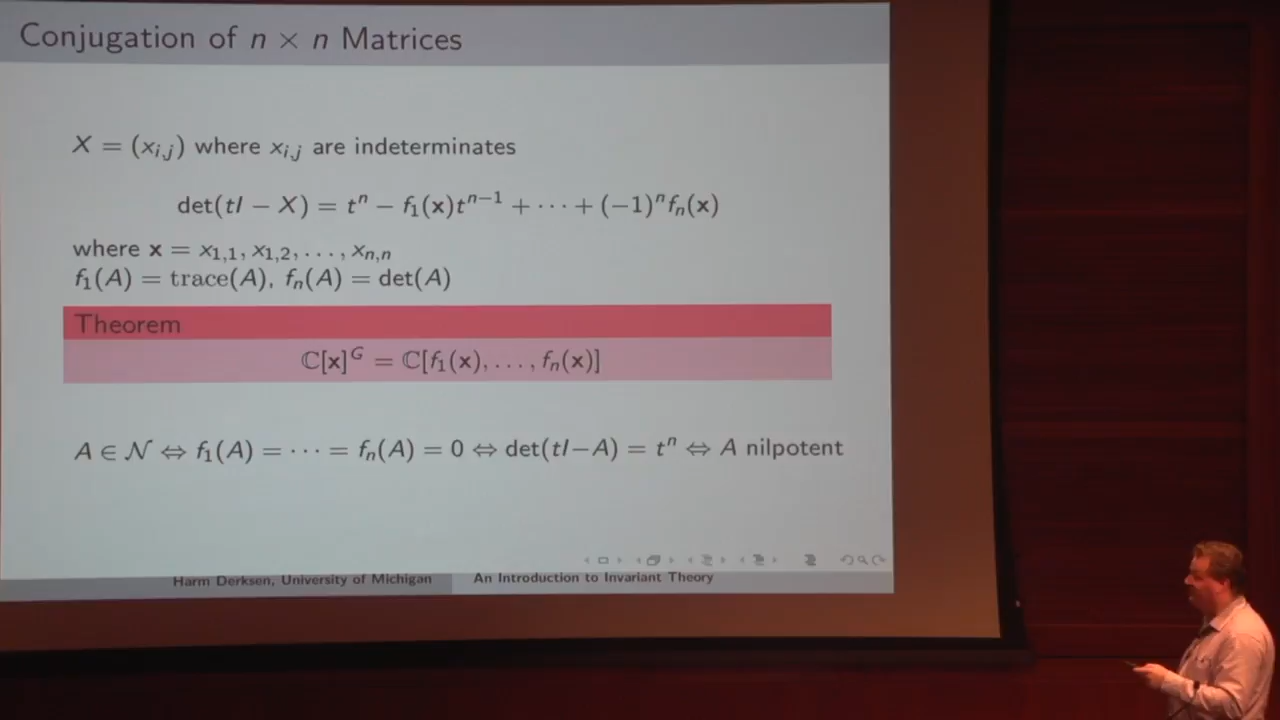 Conjugation of n × n Matrices
X = (x_{i,j}) where x_{i,j} are indeterminates
det(tI − X) = t^n − f_1(x)t^{n−1} + ··· + (−1)^n f_n(x)
where x = x_{1,1}, x_{1,2}, . . . , x_{n,n}
f_1(A) = trace(A), f_n(A) = det(A)
Theorem
ℂ[x]^G = ℂ[f_1(x), . . . , f_n(x)]
A ∈ 𝒩 ⇔ f_1(A) = ··· = f_n(A) = 0 ⇔ det(tI−A) = t^n ⇔ A nilpotent
Harm Derksen, University of Michigan An Introduction to Invariant Theory